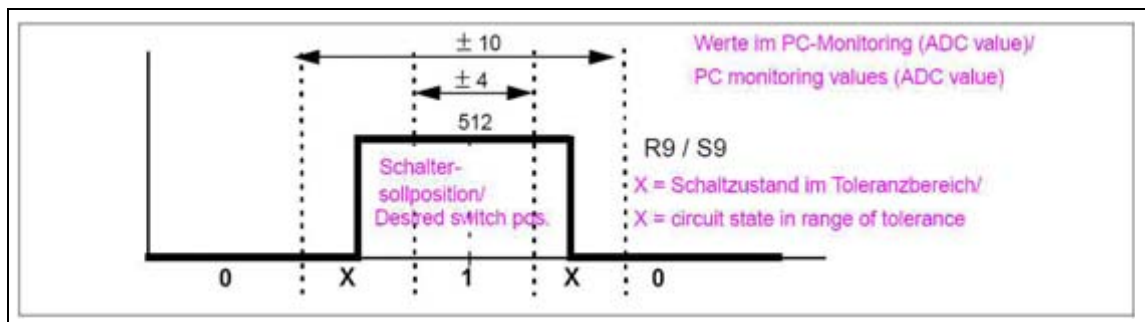 ± 10
Werte im PC-Monitoring (ADC value)/
PC monitoring values (ADC value)
± 4
512
R9 / S9
Schalter-
sollposition/
Desired switch pos.
X = Schaltzustand im Toleranzbereich/
X = circuit state in range of tolerance
0 X 1 X 0